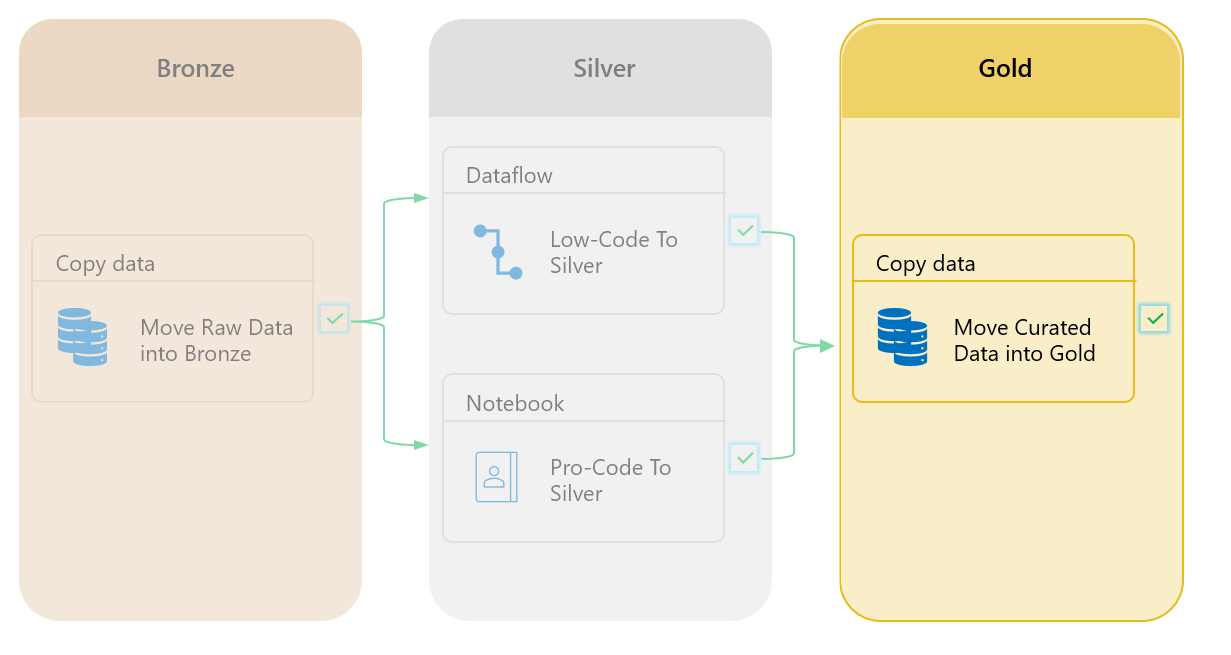 Bronze
Copy data
Move Raw Data
into Bronze
Silver
Dataflow
Low-Code To
Silver
Notebook
Pro-Code To
Silver
Gold
Copy data
Move Curated
Data into Gold